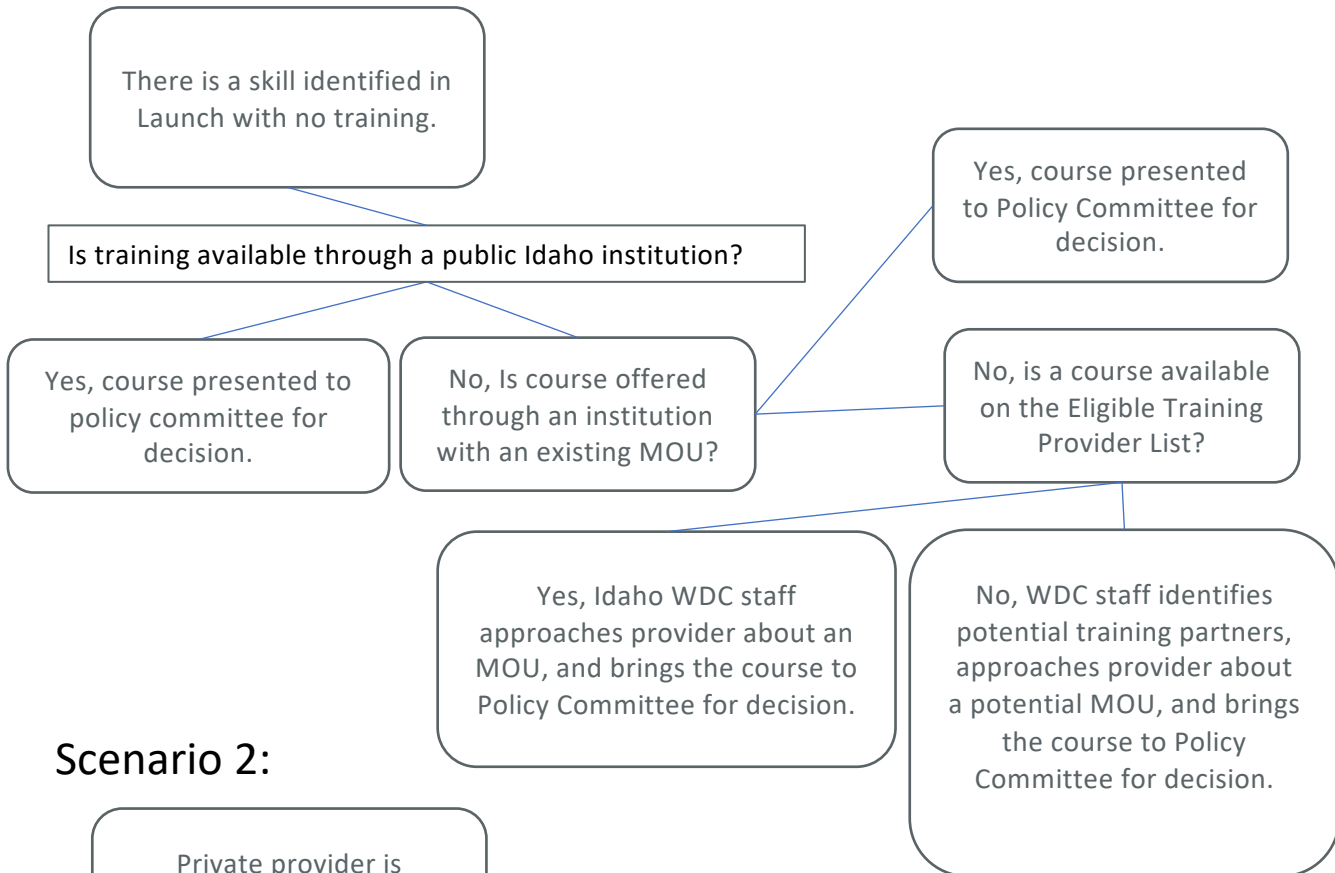 There is a skill identified in
Launch with no training.
Is training available through a public Idaho institution?
Yes, course presented to
policy committee for
decision.
No, Is course offered
through an institution
with an existing MOU?
Yes, course presented
to Policy Committee for
decision.
No, is a course available
on the Eligible Training
Provider List?
Yes, Idaho WDC staff
approaches provider about an
MOU, and brings the course to
Policy Committee for decision.
No, WDC staff identifies
potential training partners,
approaches provider about
a potential MOU, and brings
the course to Policy
Committee for decision.
Scenario 2:
Private provider is